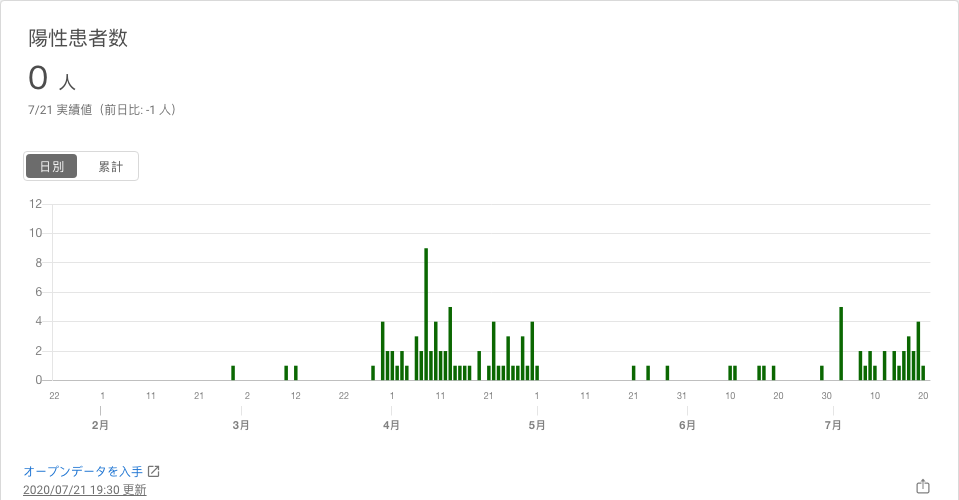 陽性患者数
0 人
7/21 実績値（前日比: -1 人）
日別 累計
12
10
8
6
4
2
0
22 1 11 21 2 12 22 1 11 21 1 11 21 31 10 20 30 10 20
2月 3月 4月 5月 6月 7月
オープンデータを入手
2020/07/21 19:30 更新